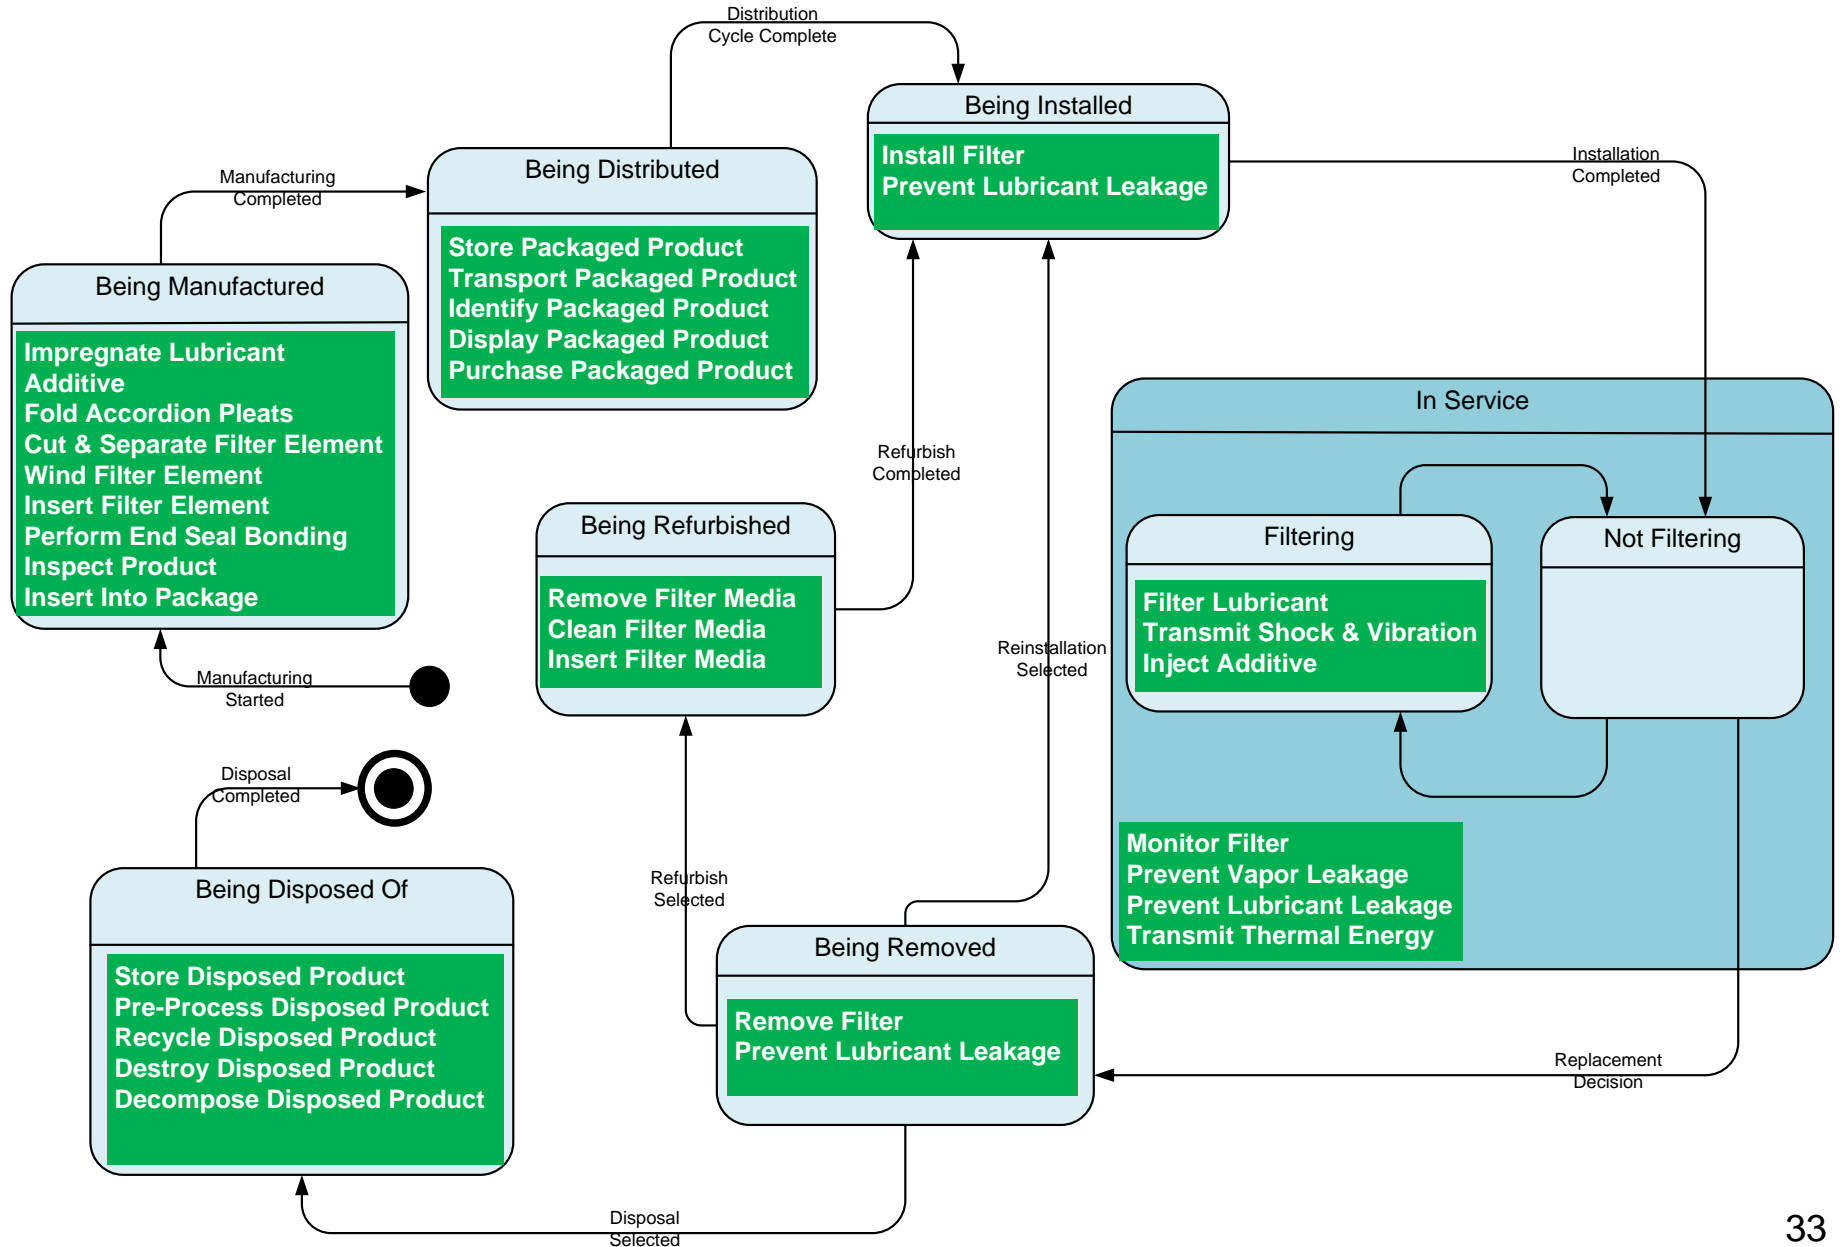 Distribution
Cycle Complete
Being Installed
Install Filter
Prevent Lubricant Leakage
Installation
Completed
Manufacturing
Completed
Being Distributed
Store Packaged Product
Transport Packaged Product
Identify Packaged Product
Display Packaged Product
Purchase Packaged Product
Being Manufactured
Impregnate Lubricant
Additive
Fold Accordion Pleats
Cut & Separate Filter Element
Wind Filter Element
Insert Filter Element
Perform End Seal Bonding
Inspect Product
Insert Into Package
Manufacturing
Started
Refurbish
Completed
Being Refurbished
Remove Filter Media
Clean Filter Media
Insert Filter Media
Reinstallation
Selected
In Service
Filtering
Filter Lubricant
Transmit Shock & Vibration
Inject Additive
Not Filtering
Monitor Filter
Prevent Vapor Leakage
Prevent Lubricant Leakage
Transmit Thermal Energy
Disposal
Completed
Being Disposed Of
Store Disposed Product
Pre-Process Disposed Product
Recycle Disposed Product
Destroy Disposed Product
Decompose Disposed Product
Refurbish
Selected
Being Removed
Remove Filter
Prevent Lubricant Leakage
Replacement
Decision
Disposal
Selected
33